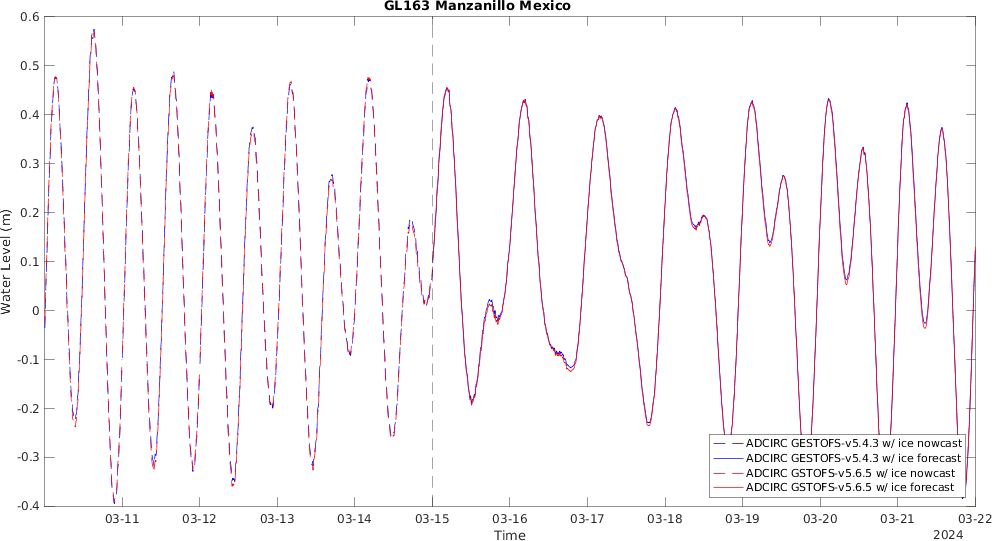 GL163 Manzanillo Mexico
0.6
0.5
0.4
0.3
0.2
0.1
0
-0.1
-0.2
-0.3
-0.4
Water Level (m)
ADCIRC GESTOFS-v5.4.3 w/ ice nowcast
ADCIRC GESTOFS-v5.4.3 w/ ice forecast
ADCIRC GSTOFS-v5.6.5 w/ ice nowcast
ADCIRC GSTOFS-v5.6.5 w/ ice forecast
03-11 03-12 03-13 03-14 03-15 03-16 03-17 03-18 03-19 03-20 03-21 03-22
Time
2024